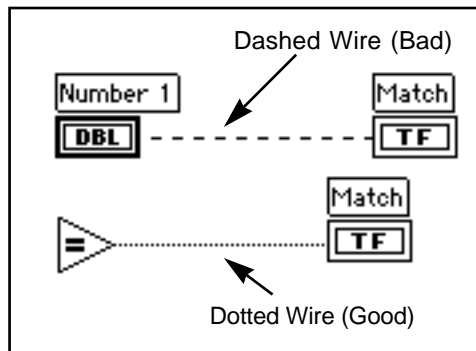 Dashed Wire (Bad)
Number 1
Match
DBL
TF
Match
=
TF
Dotted Wire (Good)